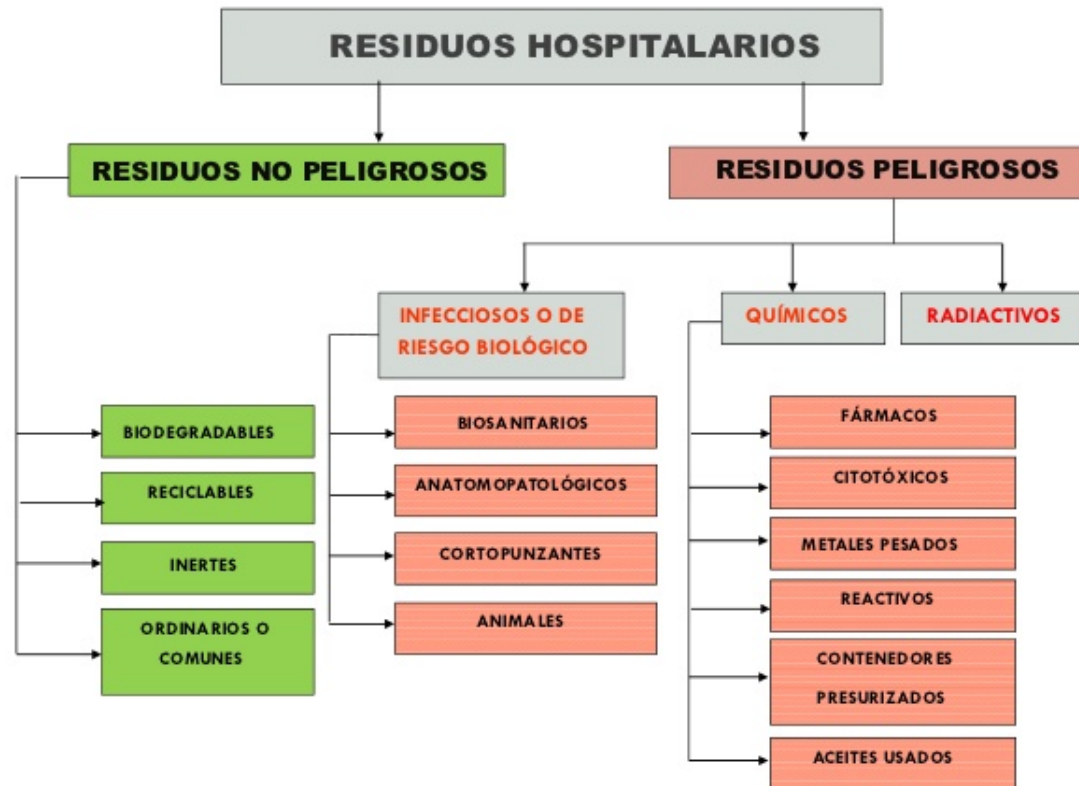 RESIDUOS HOSPITALARIOS
RESIDUOS NO PELIGROSOS
RESIDUOS PELIGROSOS
INFECCIOSOS O DE
RIESGO BIOLÓGICO
QUÍMICOS
RADIACTIVOS
BIODEGRADABLES
RECICLABLES
INERTES
ORDINARIOS O
COMUNES
BIOSANITARIOS
ANATOMOPATOLÓGICOS
CORTOPUNZANTES
ANIMALES
FÁRMACOS
CITOTÓXICOS
METALES PESADOS
REACTIVOS
CONTENEDORES
PRESURIZADOS
ACEITES USADOS